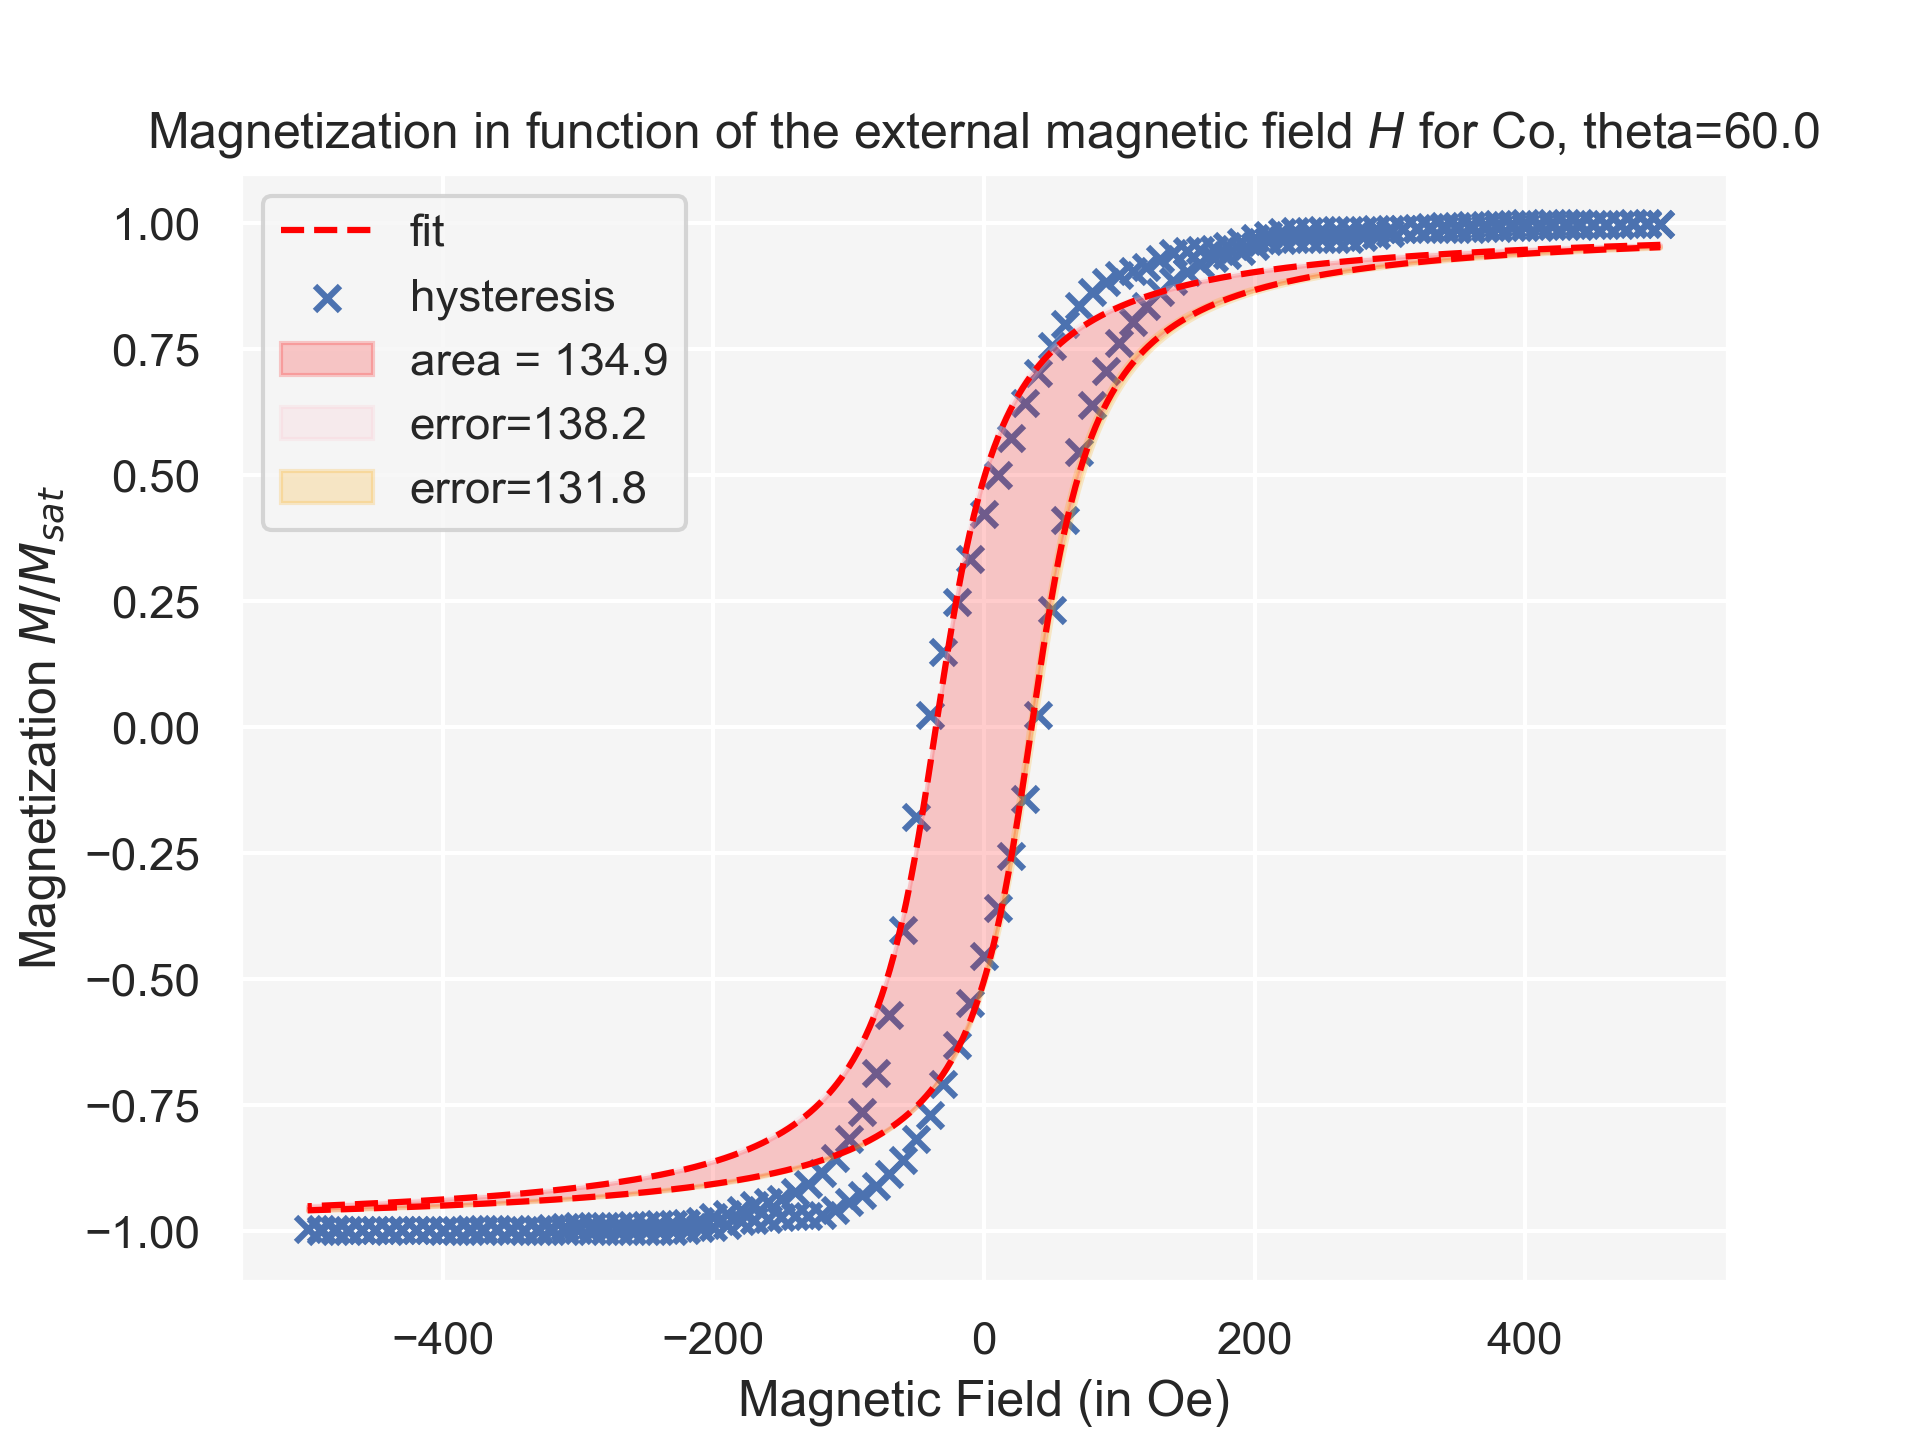 Magnetization in function of the external magnetic field H for Co, theta=60.0
fit
hysteresis
area = 134.9
error=138.2
error=131.8
Magnetization M/M_sat
1.00
0.75
0.50
0.25
0.00
−0.25
−0.50
−0.75
−1.00
−400
−200
0
200
400
Magnetic Field (in Oe)